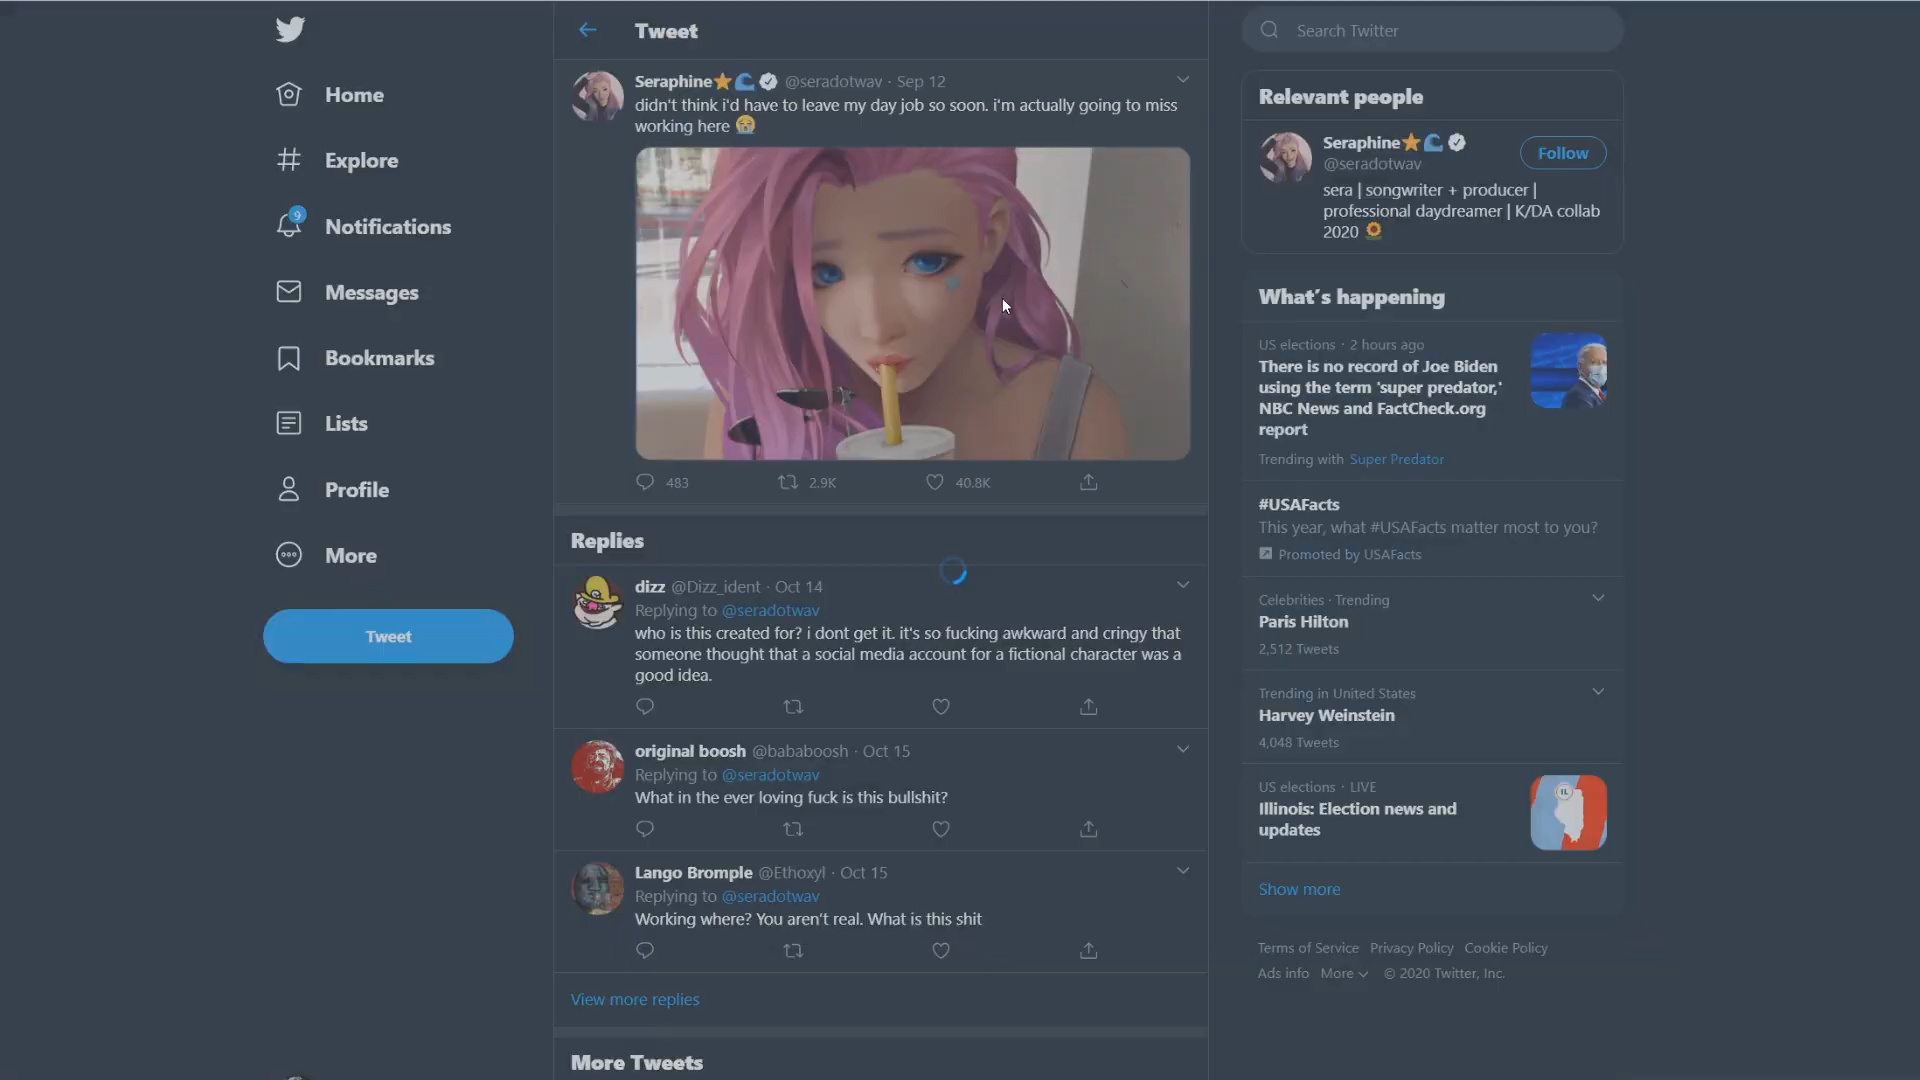 Home
Explore
9
Notifications
Messages
Bookmarks
Lists
Profile
More
Tweet
Tweet
Seraphine⭐🌊 @seradotwav · Sep 12
didn't think i'd have to leave my day job so soon. i'm actually going to miss
working here 😭
483
2.9K
40.8K
Replies
dizz @Dizz_ident · Oct 14
Replying to @seradotwav
who is this created for? i dont get it. it's so fucking awkward and cringy that
someone thought that a social media account for a fictional character was a
good idea.
original boosh @bababoosh · Oct 15
Replying to @seradotwav
What in the ever loving fuck is this bullshit?
Lango Bromple @Ethoxyl · Oct 15
Replying to @seradotwav
Working where? You aren't real. What is this shit
View more replies
More Tweets
Search Twitter
Relevant people
Seraphine⭐🌊
@seradotwav
Follow
sera | songwriter + producer |
professional daydreamer | K/DA collab
2020 🌻
What's happening
US elections · 2 hours ago
There is no record of Joe Biden
using the term 'super predator,'
NBC News and FactCheck.org
report
Trending with Super Predator
#USAFacts
This year, what #USAFacts matter most to you?
Promoted by USAFacts
Celebrities · Trending
Paris Hilton
2,512 Tweets
Trending in United States
Harvey Weinstein
4,048 Tweets
US elections · LIVE
Illinois: Election news and
updates
IL
Show more
Terms of Service Privacy Policy Cookie Policy
Ads info More © 2020 Twitter, Inc.